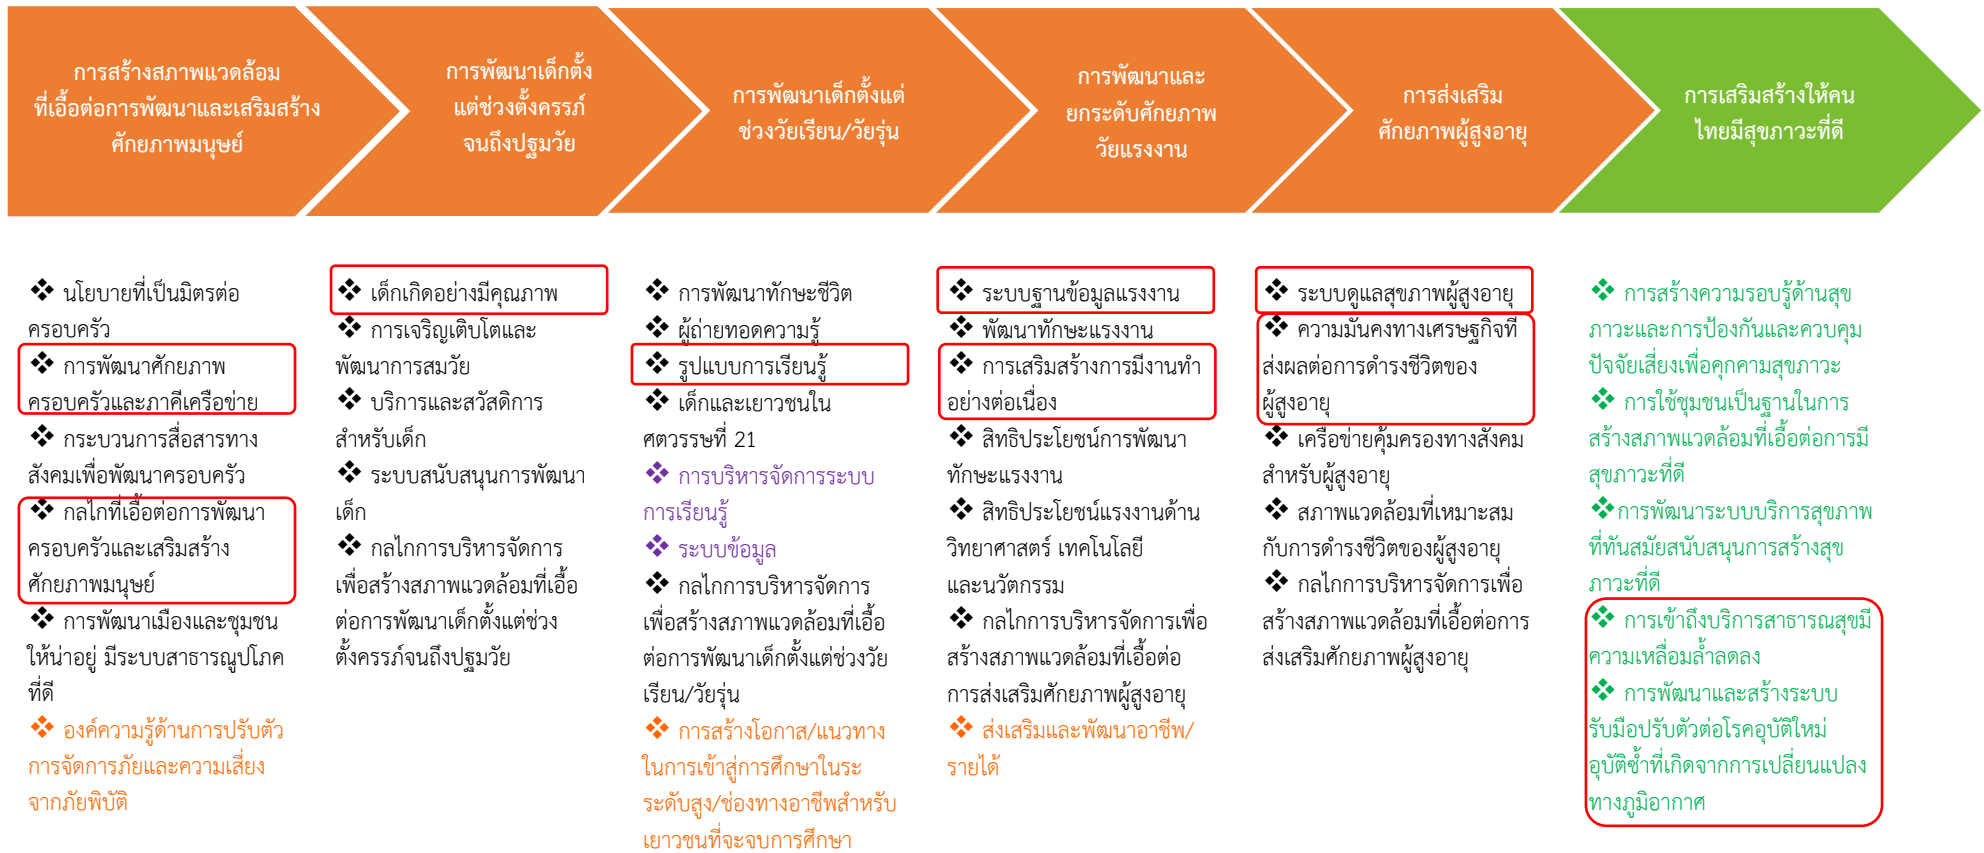 การสร้างสภาพแวดล้อม
ที่เอื้อต่อการพัฒนาและเสริมสร้าง
ศักยภาพมนุษย์
การพัฒนาเด็กตั้ง
แต่ช่วงตั้งครรภ์
จนถึงปฐมวัย
การพัฒนาเด็กตั้งแต่
ช่วงวัยเรียน/วัยรุ่น
การพัฒนาและ
ยกระดับศักยภาพ
วัยแรงงาน
การส่งเสริม
ศักยภาพผู้สูงอายุ
การเสริมสร้างให้คน
ไทยมีสุขภาวะที่ดี
❖ นโยบายที่เป็นมิตรต่อ
ครอบครัว
❖ การพัฒนาศักยภาพ
ครอบครัวและภาคีเครือข่าย
❖ กระบวนการสื่อสารทาง
สังคมเพื่อพัฒนาครอบครัว
❖ กลไกที่เอื้อต่อการพัฒนา
ครอบครัวและเสริมสร้าง
ศักยภาพมนุษย์
❖ การพัฒนาเมืองและชุมชน
ให้น่าอยู่ มีระบบสาธารณูปโภค
ที่ดี
❖ องค์ความรู้ด้านการปรับตัว
การจัดการภัยและความเสี่ยง
จากภัยพิบัติ
❖ เด็กเกิดอย่างมีคุณภาพ
❖ การเจริญเติบโตและ
พัฒนาการสมวัย
❖ บริการและสวัสดิการ
สำหรับเด็ก
❖ ระบบสนับสนุนการพัฒนา
เด็ก
❖ กลไกการบริหารจัดการ
เพื่อสร้างสภาพแวดล้อมที่เอื้อ
ต่อการพัฒนาเด็กตั้งแต่ช่วง
ตั้งครรภ์จนถึงปฐมวัย
❖ การพัฒนาทักษะชีวิต
❖ ผู้ถ่ายทอดความรู้
❖ รูปแบบการเรียนรู้
❖ เด็กและเยาวชนใน
ศตวรรษที่ 21
❖ การบริหารจัดการระบบ
การเรียนรู้
❖ ระบบข้อมูล
❖ กลไกการบริหารจัดการ
เพื่อสร้างสภาพแวดล้อมที่เอื้อ
ต่อการพัฒนาเด็กตั้งแต่ช่วงวัย
เรียน/วัยรุ่น
❖ การสร้างโอกาส/แนวทาง
ในการเข้าสู่การศึกษาในระ
ระดับสูง/ช่องทางอาชีพสำหรับ
เยาวชนที่จะจบการศึกษา
❖ ระบบฐานข้อมูลแรงงาน
❖ พัฒนาทักษะแรงงาน
❖ การเสริมสร้างการมีงานทำ
อย่างต่อเนื่อง
❖ สิทธิประโยชน์การพัฒนา
ทักษะแรงงาน
❖ สิทธิประโยชน์แรงงานด้าน
วิทยาศาสตร์ เทคโนโลยี
และนวัตกรรม
❖ กลไกการบริหารจัดการเพื่อ
สร้างสภาพแวดล้อมที่เอื้อต่อ
การส่งเสริมศักยภาพผู้สูงอายุ
❖ ส่งเสริมและพัฒนาอาชีพ/
รายได้
❖ ระบบดูแลสุขภาพผู้สูงอายุ
❖ ความมันคงทางเศรษฐกิจที่
ส่งผลต่อการดำรงชีวิตของ
ผู้สูงอายุ
❖ เครือข่ายคุ้มครองทางสังคม
สำหรับผู้สูงอายุ
❖ สภาพแวดล้อมที่เหมาะสม
กับการดำรงชีวิตของผู้สูงอายุ
❖ กลไกการบริหารจัดการเพื่อ
สร้างสภาพแวดล้อมที่เอื้อต่อการ
ส่งเสริมศักยภาพผู้สูงอายุ
❖ การสร้างความรอบรู้ด้านสุข
ภาวะและการป้องกันและควบคุม
ปัจจัยเสี่ยงเพื่อคุกคามสุขภาวะ
❖ การใช้ชุมชนเป็นฐานในการ
สร้างสภาพแวดล้อมที่เอื้อต่อการมี
สุขภาวะที่ดี
❖การพัฒนาระบบบริการสุขภาพ
ที่ทันสมัยสนับสนุนการสร้างสุข
ภาวะที่ดี
❖ การเข้าถึงบริการสาธารณสุขมี
ความเหลื่อมล้ำลดลง
❖ การพัฒนาและสร้างระบบ
รับมือปรับตัวต่อโรคอุบัติใหม่
อุบัติซ้ำที่เกิดจากการเปลี่ยนแปลง
ทางภูมิอากาศ